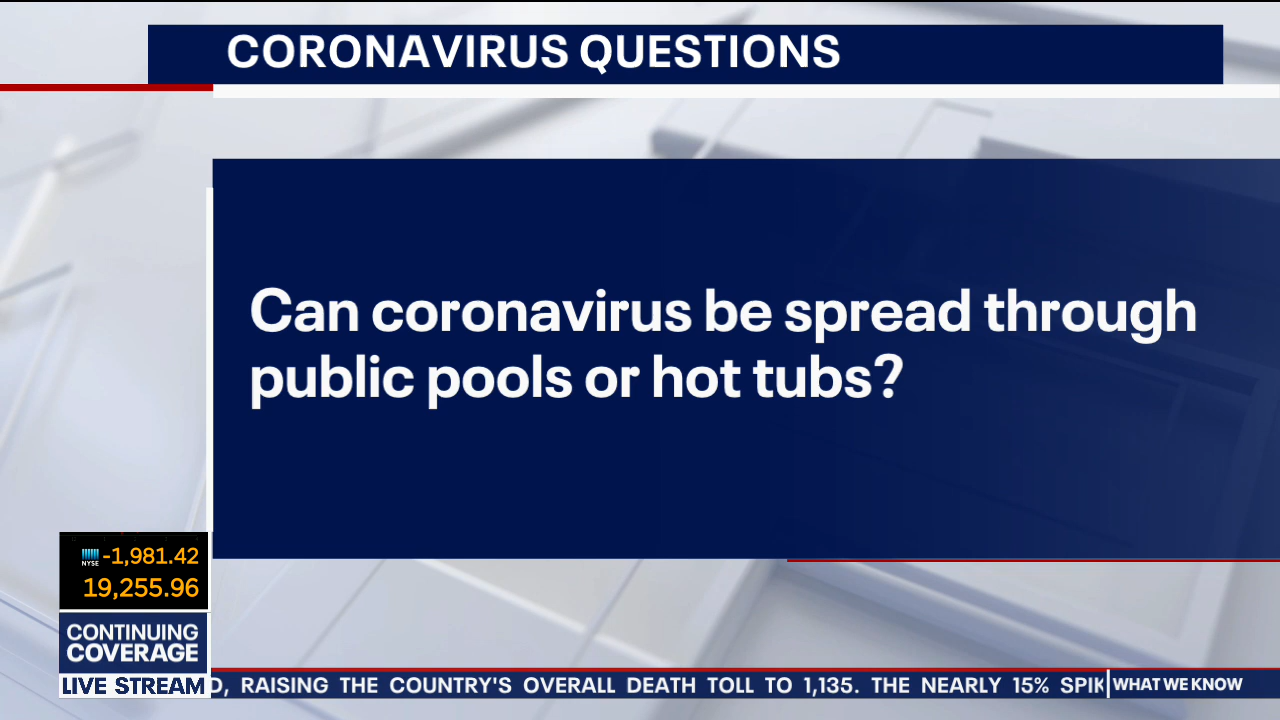 CORONAVIRUS QUESTIONS
Can coronavirus be spread through
public pools or hot tubs?
NYSE -1,981.42
19,255.96
CONTINUING
COVERAGE
LIVE STREAM
D, RAISING THE COUNTRY'S OVERALL DEATH TOLL TO 1,135. THE NEARLY 15% SPIK
WHAT WE KNOW